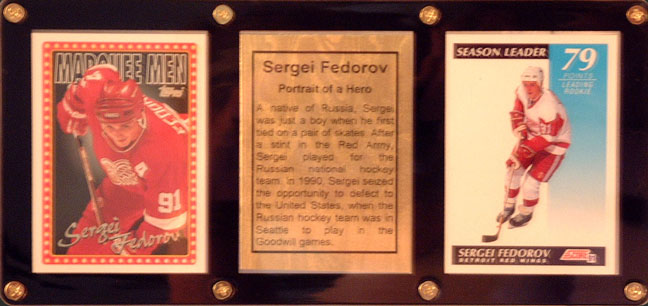 MARQUEE MEN
Topps
A
91
Sergei
Fedorov
Sergei Fedorov
Portrait of a Hero
A native of Russia, Sergei
was just a boy when he first
tied on a pair of skates. After
a stint in the Red Army,
Sergei played for the
Russian national hockey
team. In 1990, Sergei seized
the opportunity to defect to
the United States, when the
Russian hockey team was in
Seattle to play in the
Goodwill games.
SEASON LEADER
79
POINTS
LEADING
ROOKIE
91
SERGEI FEDOROV
DETROIT RED WINGS
SCORE